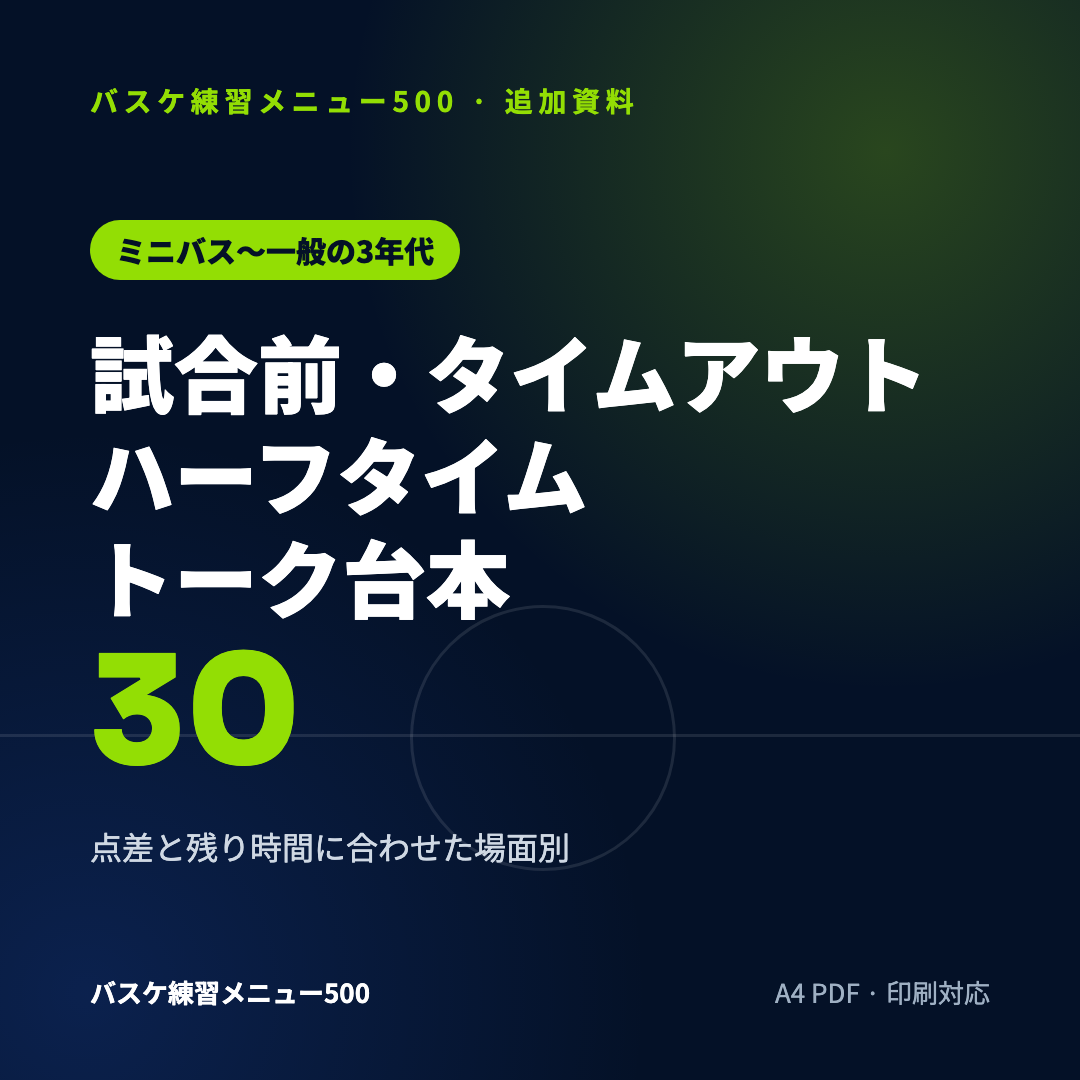 バスケ練習メニュー500 · 追加資料
ミニバス〜一般の3年代
試合前・タイムアウト
ハーフタイム
トーク台本
30
点差と残り時間に合わせた場面別
バスケ練習メニュー500
A4 PDF · 印刷対応